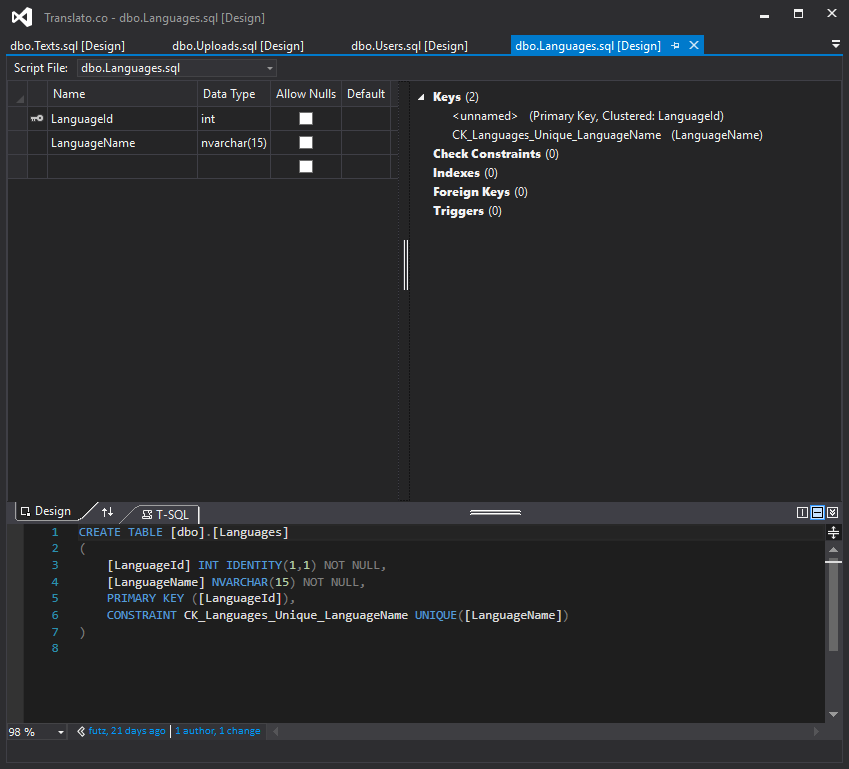 Translato.co - dbo.Languages.sql [Design]
dbo.Texts.sql [Design] dbo.Uploads.sql [Design] dbo.Users.sql [Design] dbo.Languages.sql [Design]
Script File: dbo.Languages.sql
Name Data Type Allow Nulls Default
LanguageId int
LanguageName nvarchar(15)
Keys (2)
<unnamed> (Primary Key, Clustered: LanguageId)
CK_Languages_Unique_LanguageName (LanguageName)
Check Constraints (0)
Indexes (0)
Foreign Keys (0)
Triggers (0)
Design T-SQL
1 CREATE TABLE [dbo].[Languages]
2 (
3 [LanguageId] INT IDENTITY(1,1) NOT NULL,
4 [LanguageName] NVARCHAR(15) NOT NULL,
5 PRIMARY KEY ([LanguageId]),
6 CONSTRAINT CK_Languages_Unique_LanguageName UNIQUE([LanguageName])
7 )
8
98 % futz, 21 days ago | 1 author, 1 change